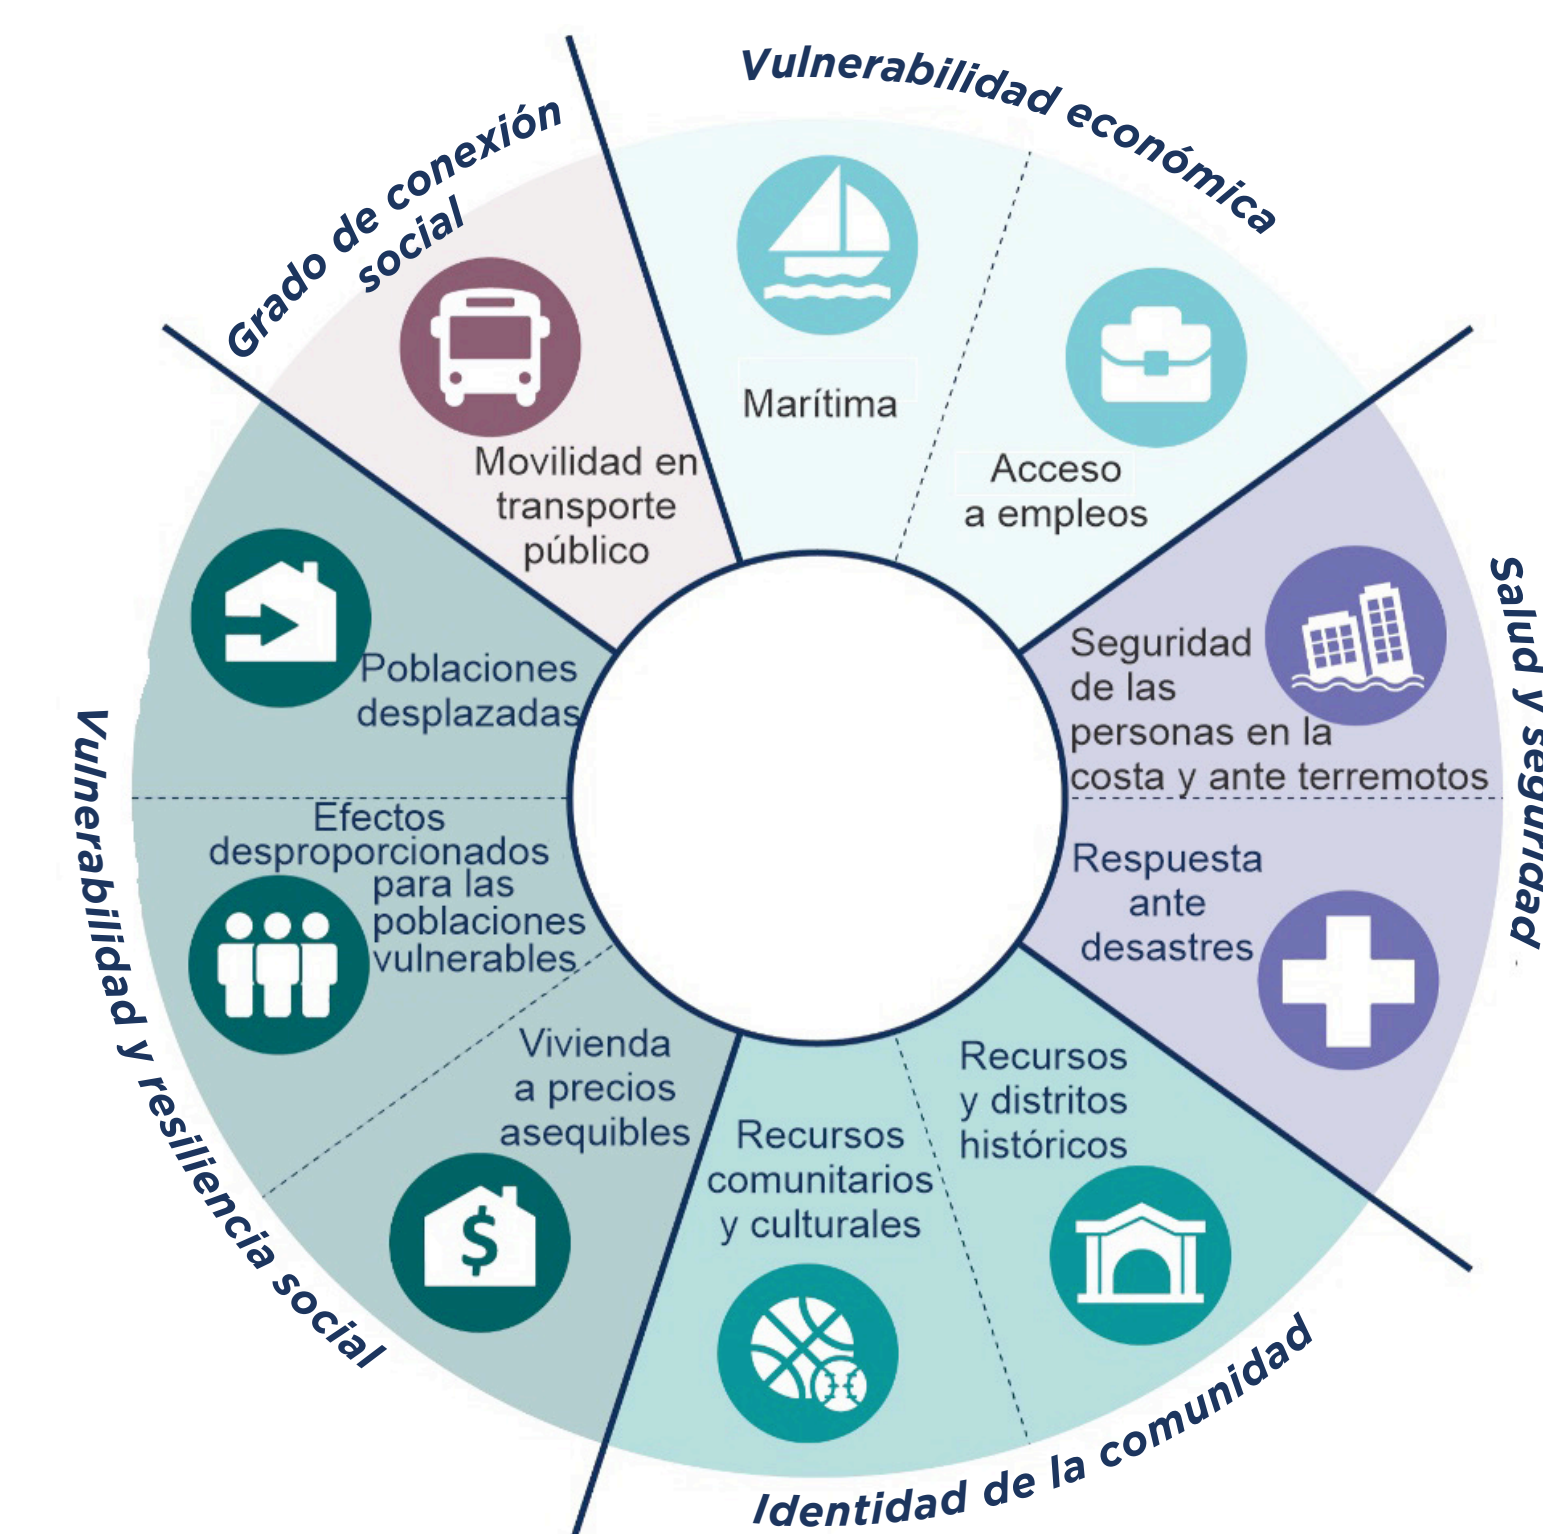 Vulnerabilidad económica
Marítima
Acceso
a empleos
Salud y seguridad
Seguridad
de las
personas en la
costa y ante terremotos
Respuesta
ante
desastres
Identidad de la comunidad
Recursos
y distritos
históricos
Recursos
comunitarios
y culturales
Vulnerabilidad y resiliencia social
Vivienda
a precios
asequibles
$
Efectos
desproporcionados
para las
poblaciones
vulnerables
Poblaciones
desplazadas
Grado de conexión
social
Movilidad en
transporte
público